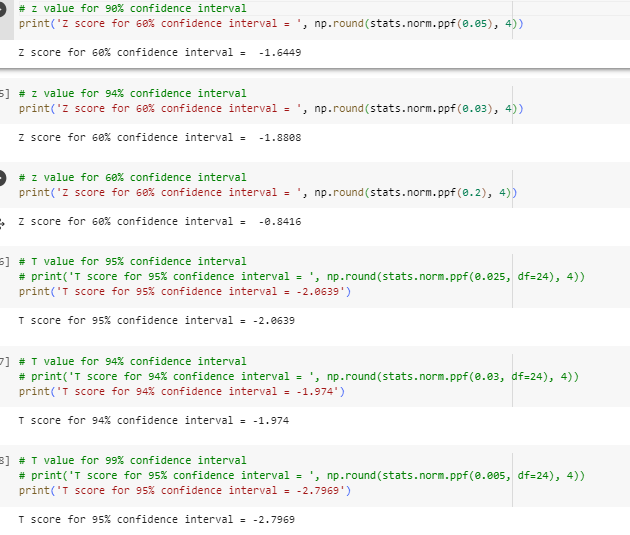 # z value for 90% confidence interval
print('Z score for 60% confidence interval = ', np.round(stats.norm.ppf(0.05), 4))
Z score for 60% confidence interval =  -1.6449
5] # z value for 94% confidence interval
print('Z score for 60% confidence interval = ', np.round(stats.norm.ppf(0.03), 4))
Z score for 60% confidence interval =  -1.8808
# z value for 60% confidence interval
print('Z score for 60% confidence interval = ', np.round(stats.norm.ppf(0.2), 4))
Z score for 60% confidence interval =  -0.8416
6] # T value for 95% confidence interval
# print('T score for 95% confidence interval = ', np.round(stats.norm.ppf(0.025, df=24), 4))
print('T score for 95% confidence interval = -2.0639')
T score for 95% confidence interval = -2.0639
7] # T value for 94% confidence interval
# print('T score for 94% confidence interval = ', np.round(stats.norm.ppf(0.03, df=24), 4))
print('T score for 94% confidence interval = -1.974')
T score for 94% confidence interval = -1.974
8] # T value for 99% confidence interval
# print('T score for 95% confidence interval = ', np.round(stats.norm.ppf(0.005, df=24), 4))
print('T score for 95% confidence interval = -2.7969')
T score for 95% confidence interval = -2.7969